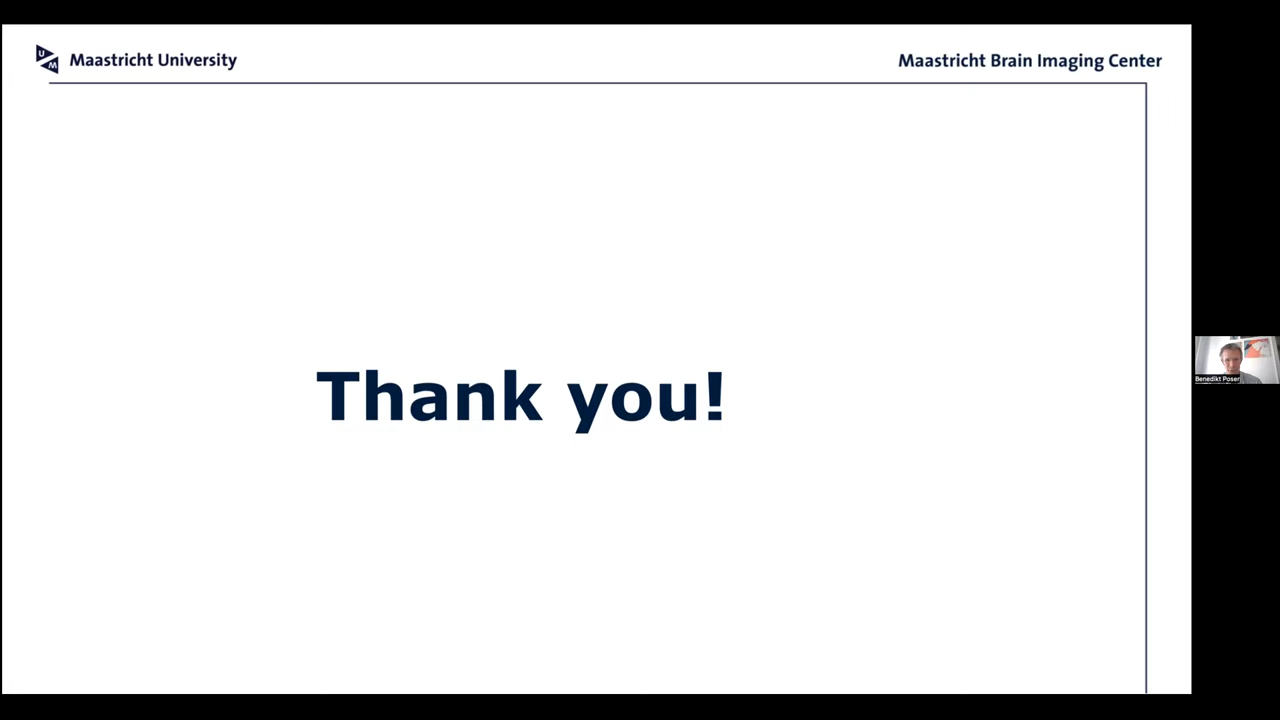 U
M
Maastricht University
Maastricht Brain Imaging Center
Thank you!
Benedikt Poser